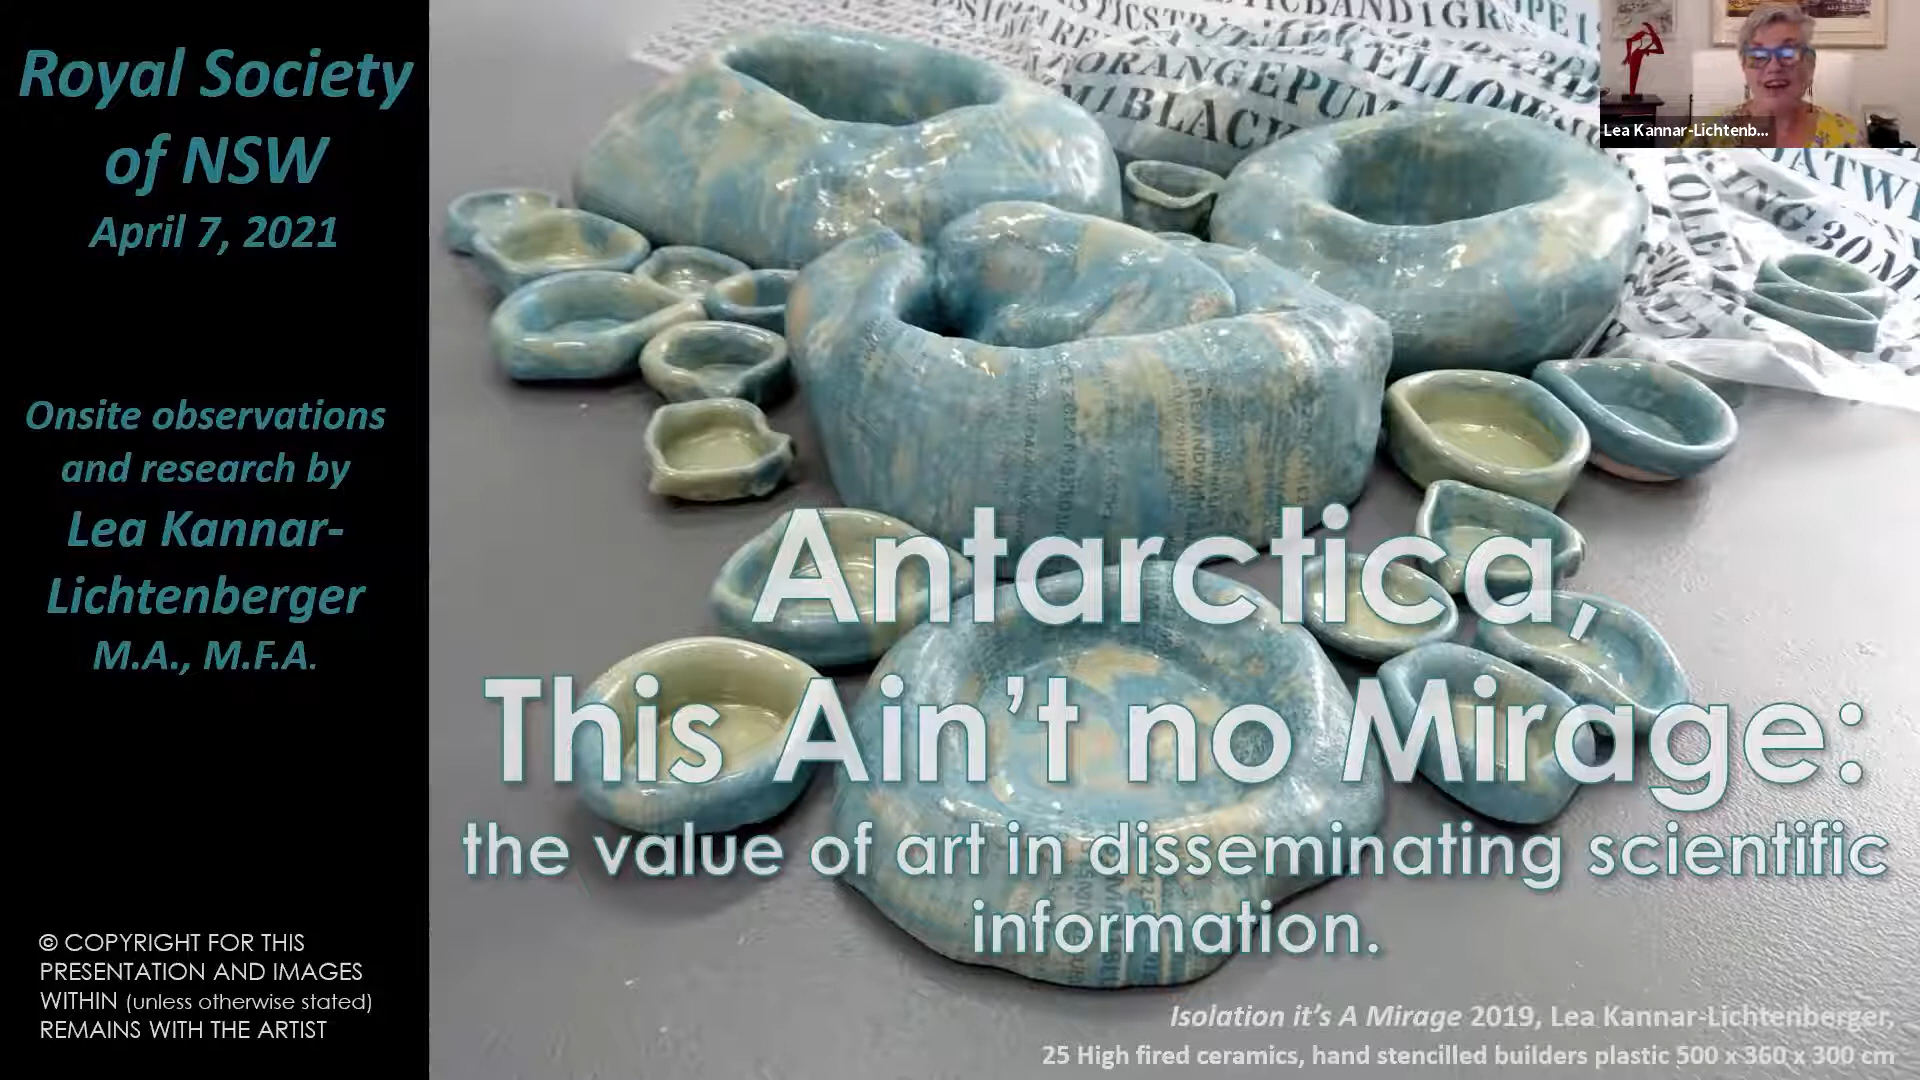 Royal Society
of NSW
April 7, 2021
Onsite observations
and research by
Lea Kannar-
Lichtenberger
M.A., M.F.A.
© COPYRIGHT FOR THIS
PRESENTATION AND IMAGES
WITHIN (unless otherwise stated)
REMAINS WITH THE ARTIST
ORANGEPUM
YELLOW
1BLACK
ING30M
Lea Kannar-Lichtenb...
Antarctica,
This Ain't no Mirage:
the value of art in disseminating scientific
information.
Isolation it's A Mirage 2019, Lea Kannar-Lichtenberger,
25 High fired ceramics, hand stencilled builders plastic 500 x 360 x 300 cm